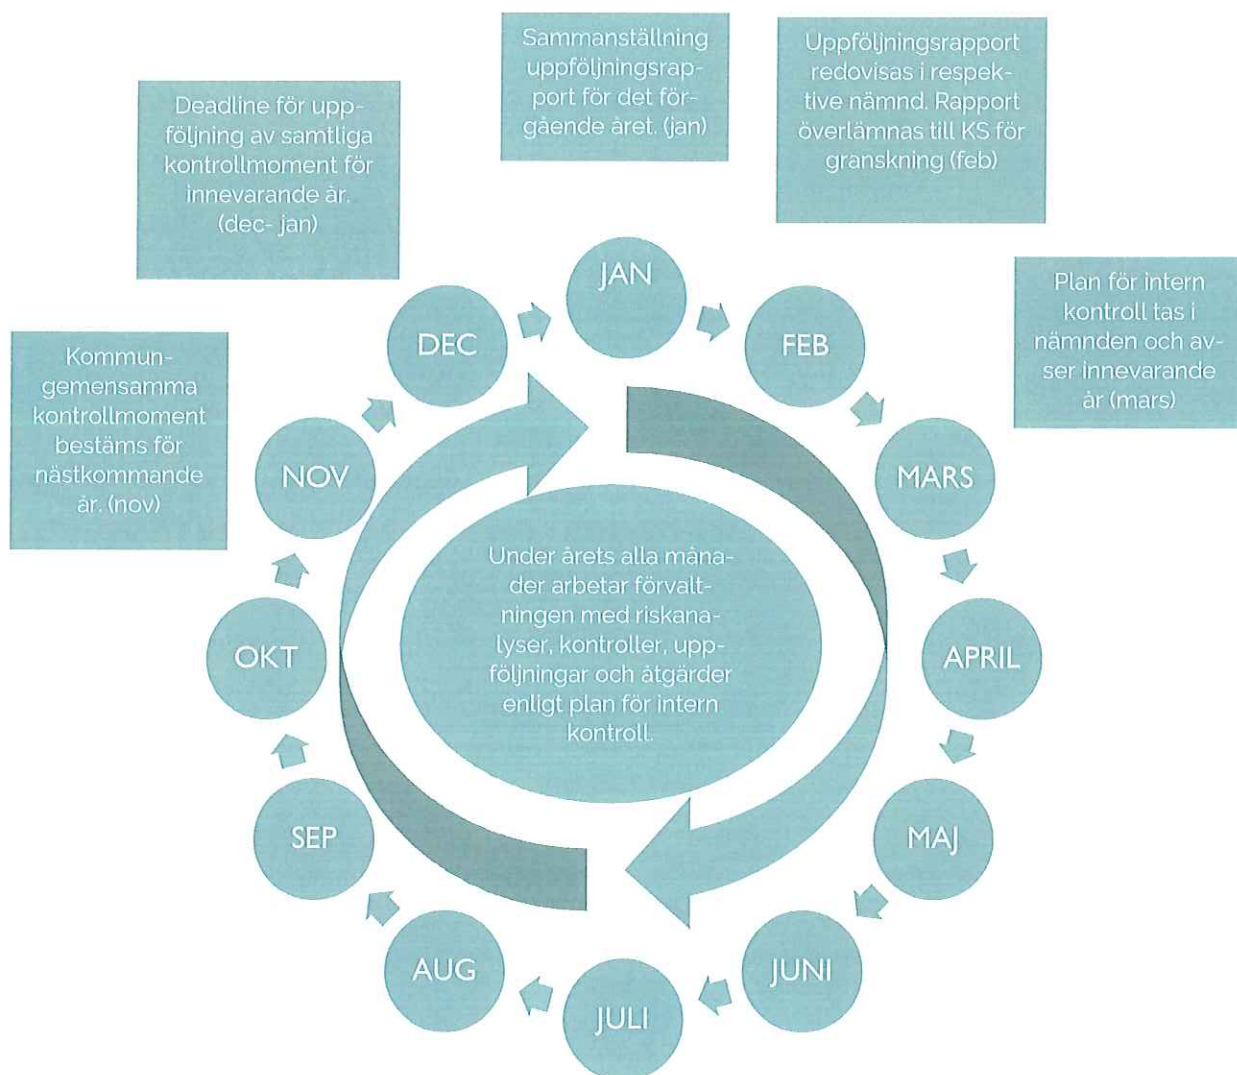 Sammanställning
uppföljningsrap-
port för det för-
gående året. (jan)
Uppföljningsrapport
redovisas i respek-
tive nämnd. Rapport
överlämnas till KS för
granskning (feb)
Deadline för upp-
följning av samtliga
kontrollmoment för
innevarande år.
(dec- jan)
Plan för intern
kontroll tas i
nämnden och av-
ser innevarande
år (mars)
Kommun-
gemensamma
kontrollmoment
bestäms för
nästkommande
år. (nov)
JAN
FEB
MARS
APRIL
MAJ
JUNI
JULI
AUG
SEP
OKT
NOV
DEC
Under årets alla måna-
der arbetar förvalt-
ningen med riskana-
lyser, kontroller, upp-
följningar och åtgärder
enligt plan för intern
kontroll.